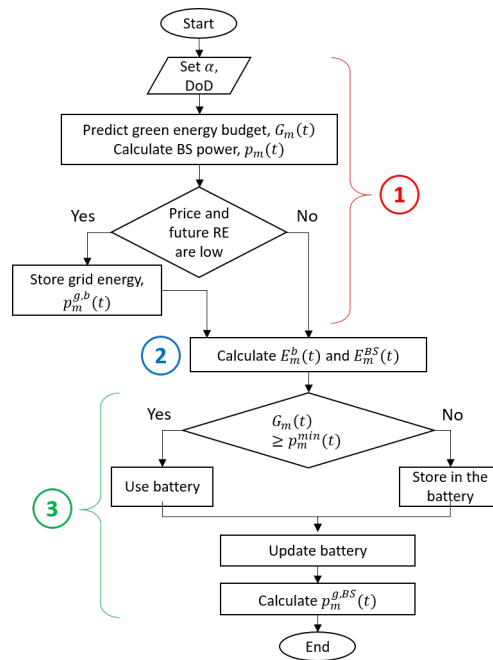 Start
Set α,
DoD
Predict green energy budget, G_m(t)
Calculate BS power, p_m(t)
1
Yes
Price and
future RE
are low
No
Store grid energy,
p_m^{g,b}(t)
2
Calculate E_m^b(t) and E_m^{BS}(t)
Yes
G_m(t)
≥ p_m^{min}(t)
No
3
Use battery
Store in the
battery
Update battery
Calculate p_m^{g,BS}(t)
End